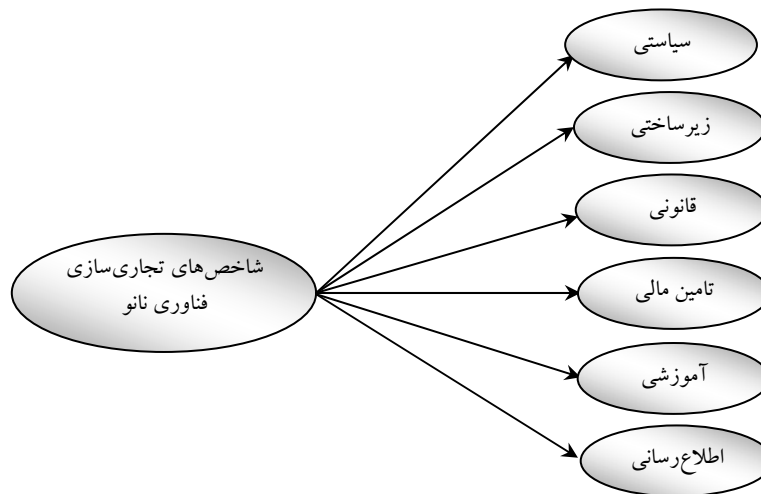 سیاستی
زیرساختی
قانونی
شاخص‌های تجاری‌سازی
فناوری نانو
تامین مالی
آموزشی
اطلاع‌رسانی